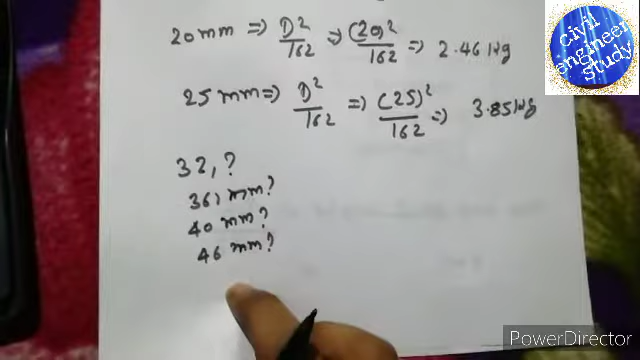 20mm => D²/162 => (20)²/162 => 2.46 Kg
25 mm => D²/162 => (25)²/162 => 3.85 Kg
32, ?
36, mm?
40 mm?
46 mm?
civil
engineer
study
PowerDirector